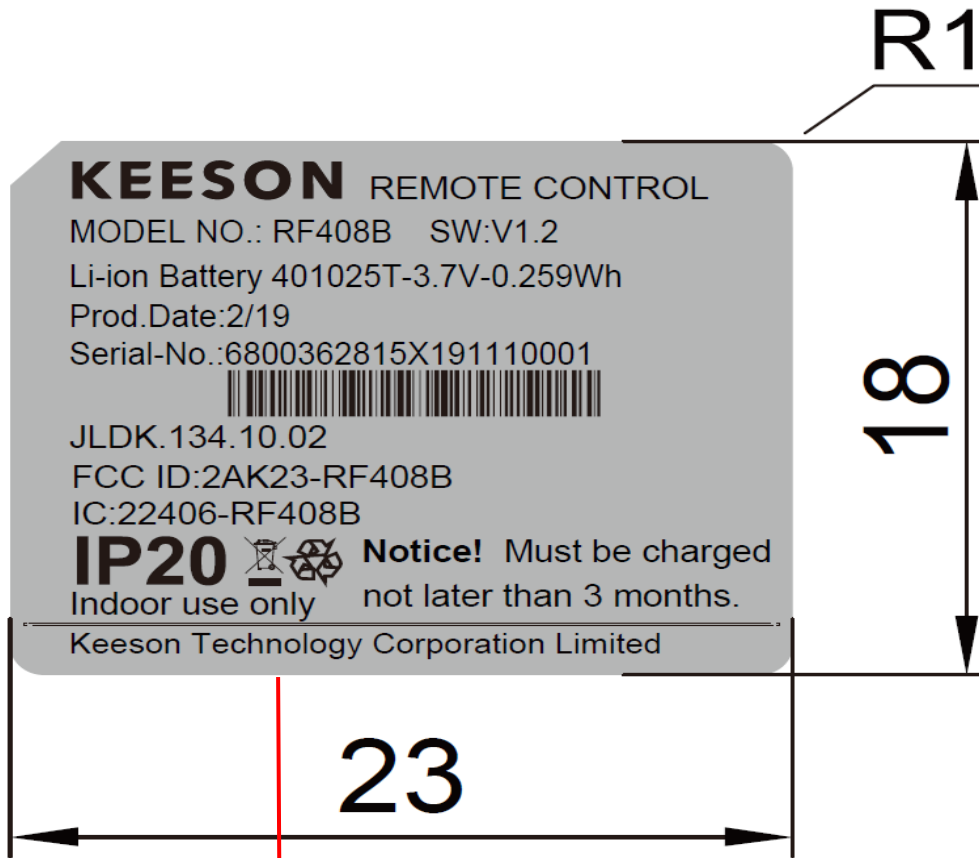 R1
KEESON REMOTE CONTROL
MODEL NO.: RF408B SW:V1.2
Li-ion Battery 401025T-3.7V-0.259Wh
Prod.Date:2/19
Serial-No.:6800362815X191110001
JLDK.134.10.02
FCC ID:2AK23-RF408B
IC:22406-RF408B
IP20 Notice! Must be charged
Indoor use only not later than 3 months.
Keeson Technology Corporation Limited
18
23